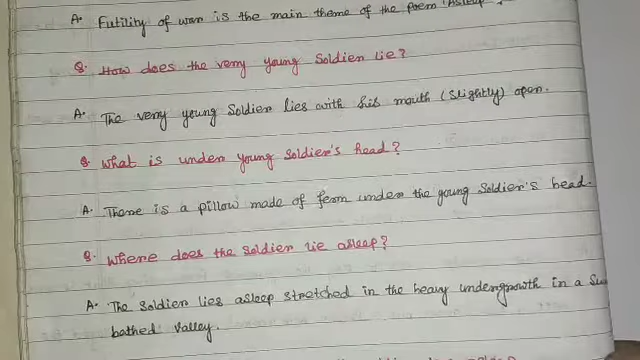 A. Futility of war is the main theme of the poem 'Asleep'.
Q. How does the very young Soldier lie?
A. The very young Soldier lies with his mouth (slightly) open.
Q. What is under young Soldier's head?
A. There is a pillow made of fern under the young Soldier's head.
Q. Where does the Soldier lie asleep?
A. The Soldier lies asleep stretched in the heavy undergrowth in a Sun
bathed valley.